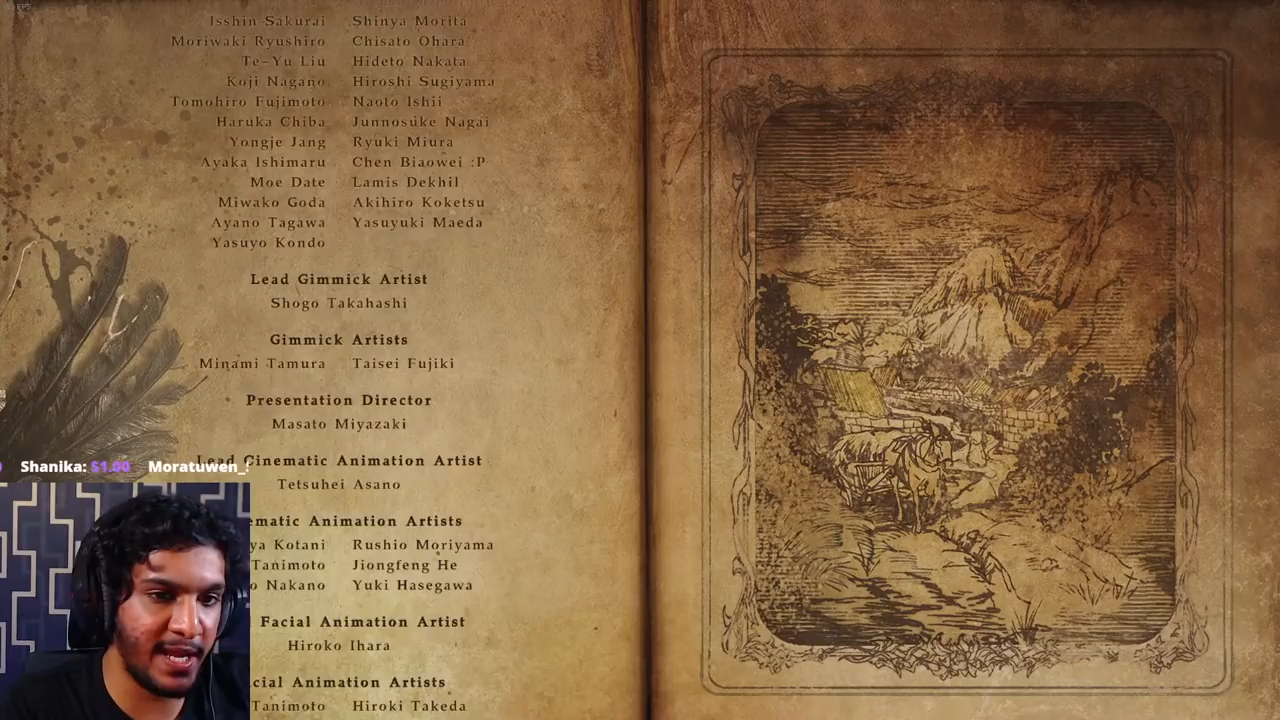 FPS
Isshin Sakurai Shinya Morita
Moriwaki Ryushiro Chisato Ohara
Te-Yu Liu Hideto Nakata
Koji Nagano Hiroshi Sugiyama
Tomohiro Fujimoto Naoto Ishii
Haruka Chiba Junnosuke Nagai
Yongje Jang Ryuki Miura
Ayaka Ishimaru Chen Biaowei :P
Moe Date Lamis Dekhil
Miwako Goda Akihiro Koketsu
Ayano Tagawa Yasuyuki Maeda
Yasuyo Kondo
Lead Gimmick Artist
Shogo Takahashi
Gimmick Artists
Minami Tamura Taisei Fujiki
Presentation Director
Masato Miyazaki
Lead Cinematic Animation Artist
Shanika: $1.00 Moratuwen_
Tetsuhei Asano
ematic Animation Artists
ya Kotani Rushio Moriyama
Tanimoto Jiongfeng He
o Nakano Yuki Hasegawa
Facial Animation Artist
Hiroko Ihara
cial Animation Artists
Tanimoto Hiroki Takeda